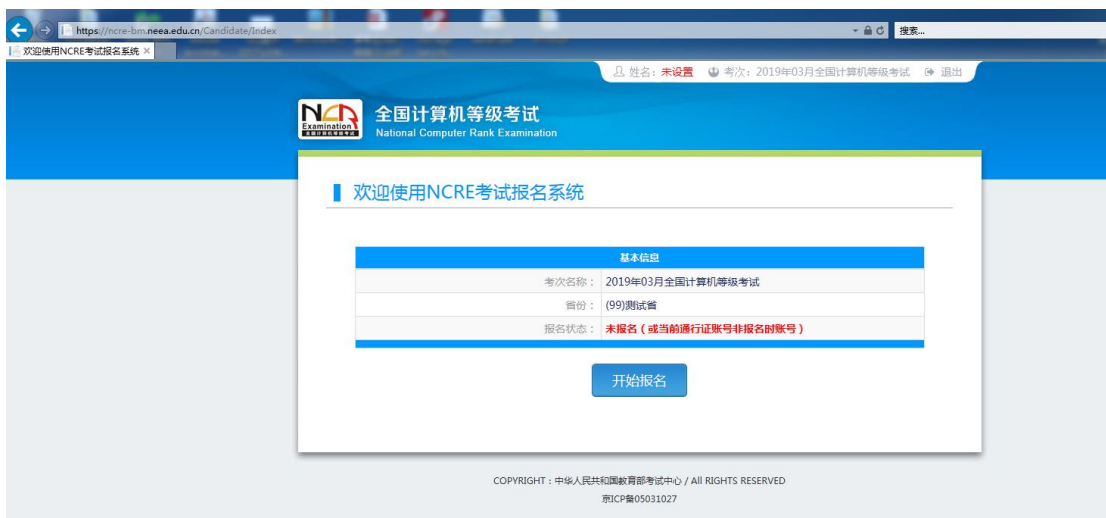 https://ncre-bm.neea.edu.cn/Candidate/Index
搜索...
欢迎使用NCRE考试报名系统
姓名：未设置 考次：2019年03月全国计算机等级考试 退出
NCR
Examination
全国计算机等级考试
National Computer Rank Examination
欢迎使用NCRE考试报名系统
基本信息
考次名称： 2019年03月全国计算机等级考试
省份： (99)测试省
报名状态： 未报名（或当前通行证账号非报名时账号）
开始报名
COPYRIGHT：中华人民共和国教育部考试中心 / All RIGHTS RESERVED
京ICP备05031027